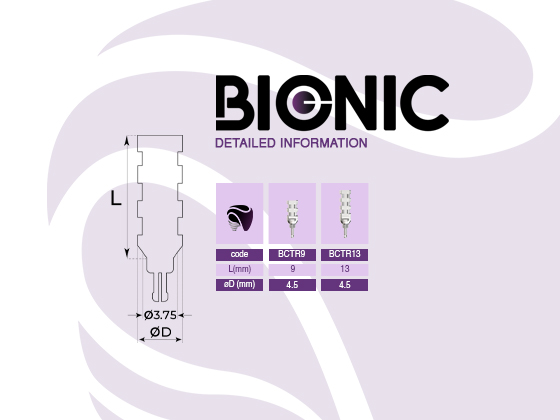 BIONIC
DETAILED INFORMATION
L
code BCTR9 BCTR13
L(mm) 9 13
øD (mm) 4.5 4.5
Ø3.75
ØD